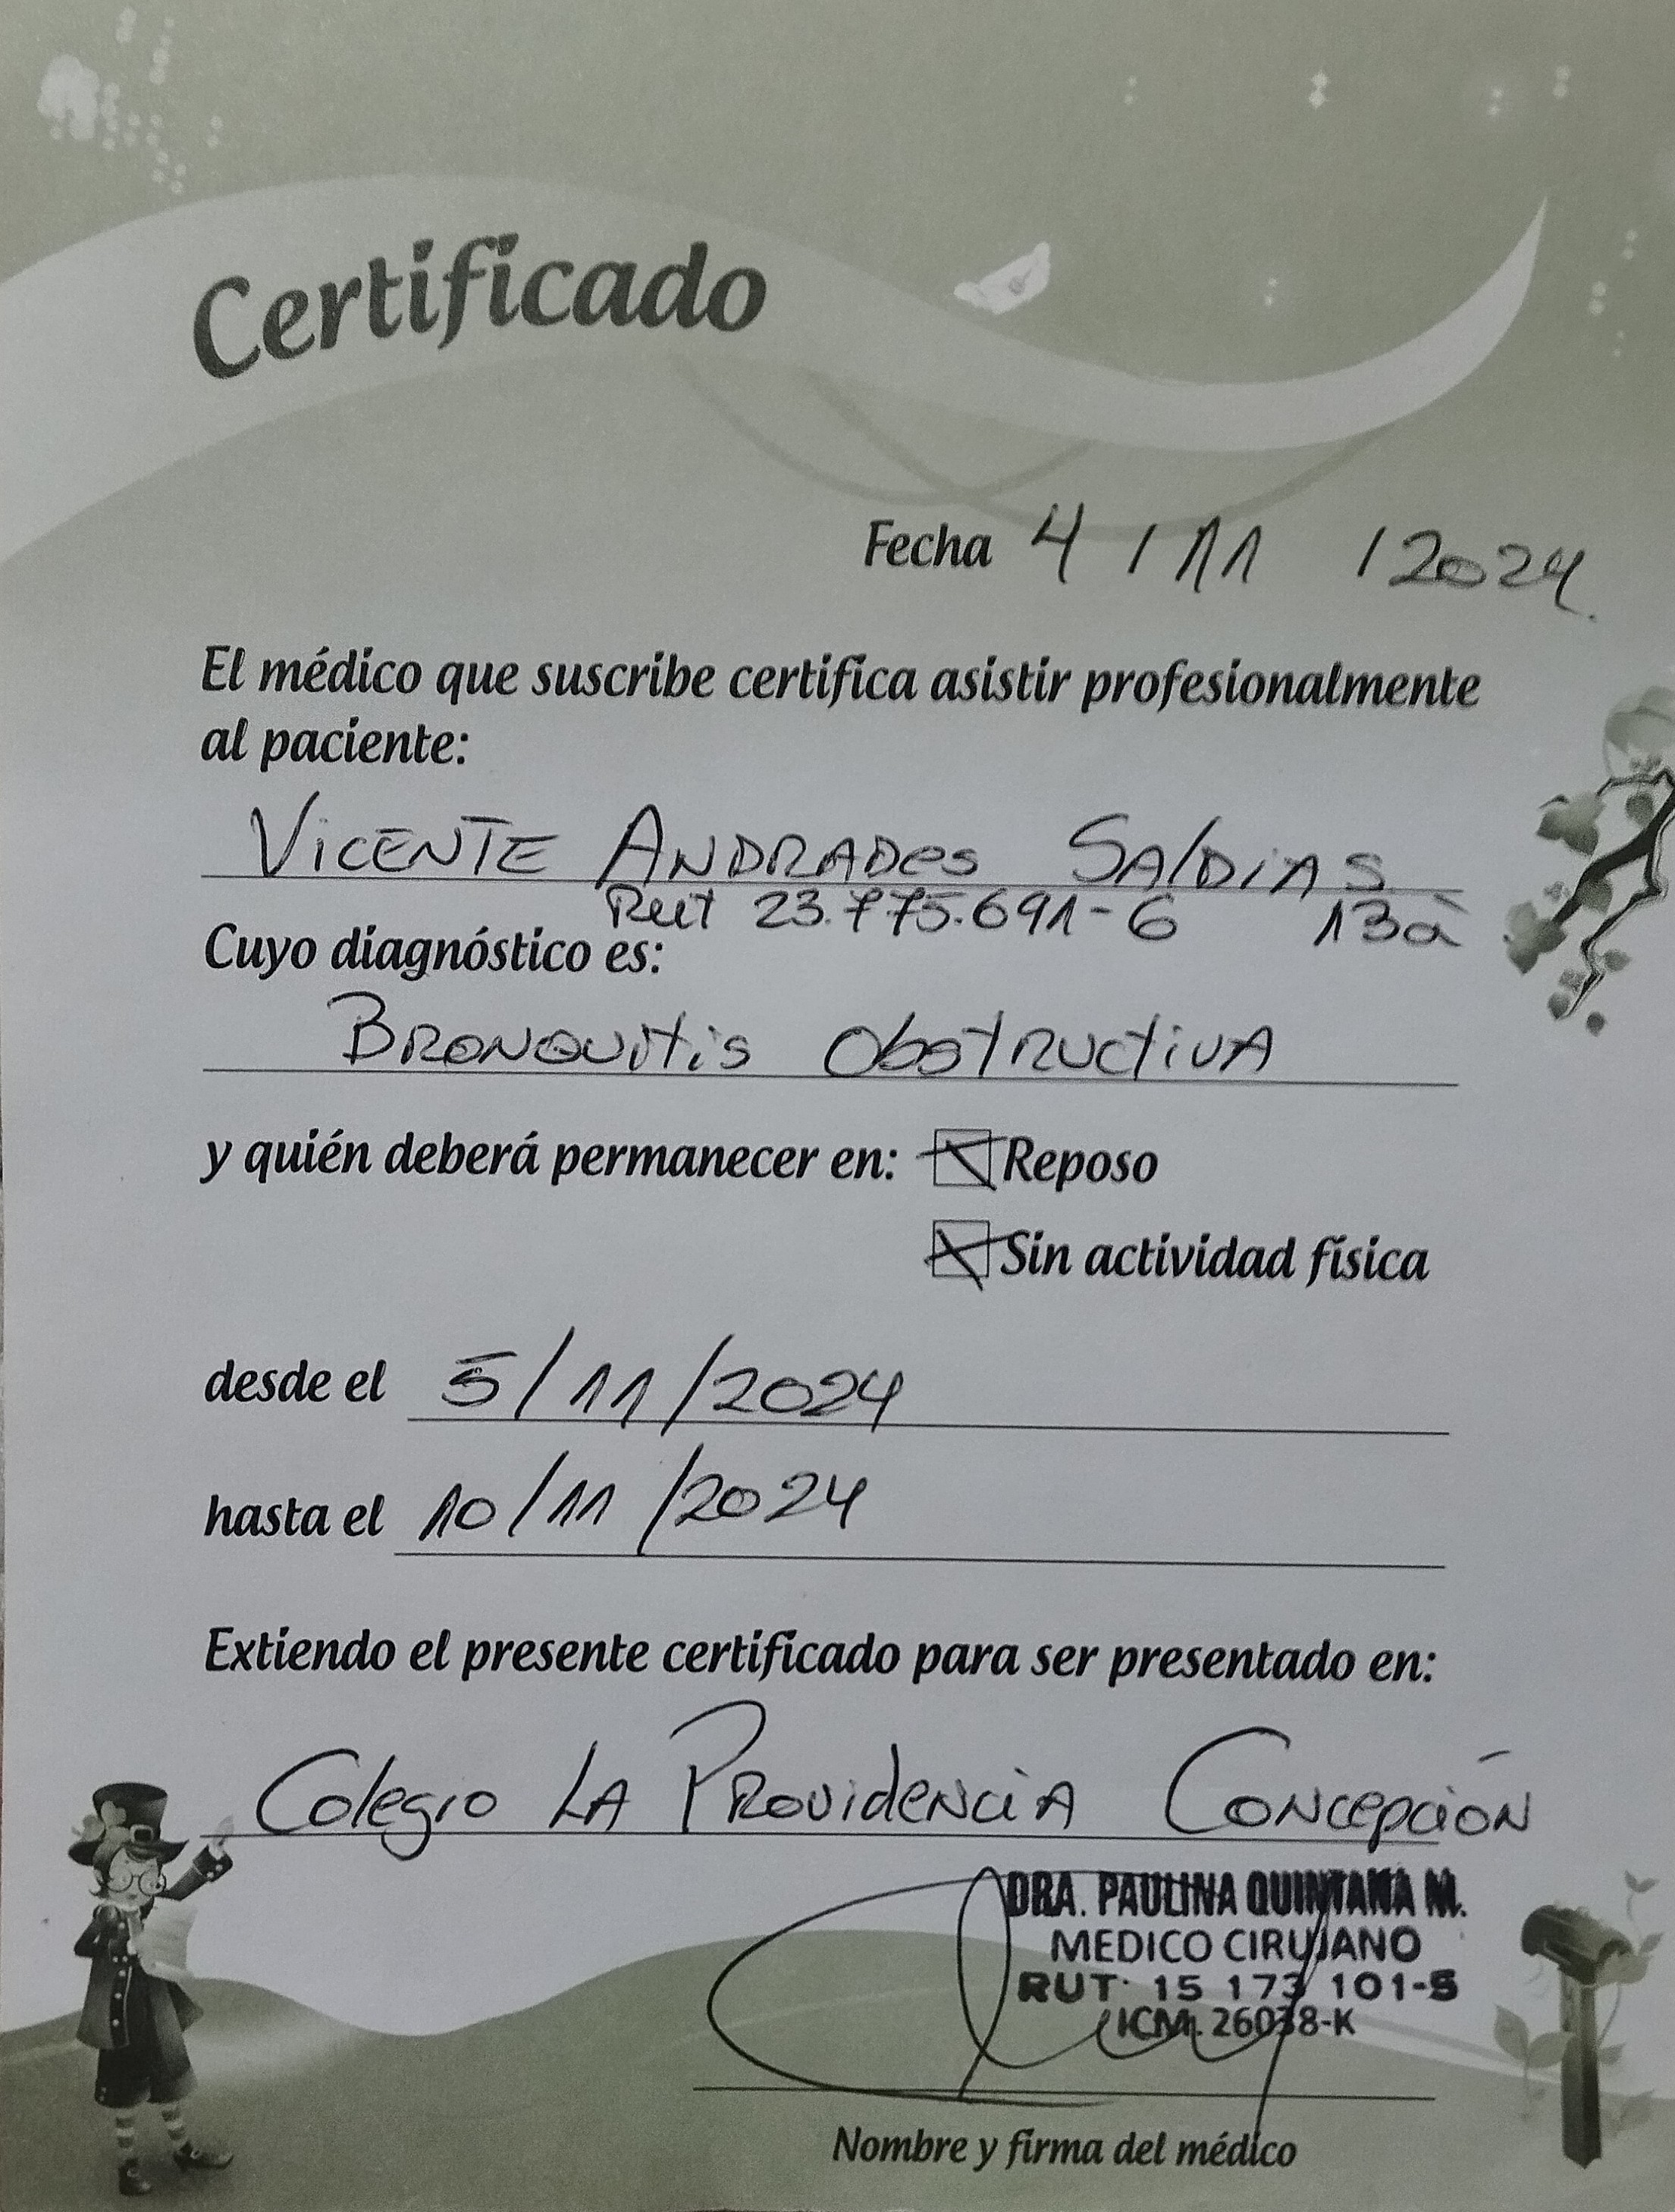 Certificado
Fecha 4 / 11 / 2024.
El médico que suscribe certifica asistir profesionalmente
al paciente:
VICENTE ANDRADES SALDIAS
Rut 23.775.691-6 13a
Cuyo diagnóstico es:
BRONQUITIS ObSTRUCTIVA
y quién deberá permanecer en: Reposo
Sin actividad física
desde el 5/11/2024
hasta el 10/11/2024
Extiendo el presente certificado para ser presentado en:
Colegio LA PROVIDENCIA CONCEPCIÓN
DRA. PAULINA QUINTANA M.
MEDICO CIRUJANO
RUT: 15 173 101-5
ICM. 26038-K
Nombre y firma del médico